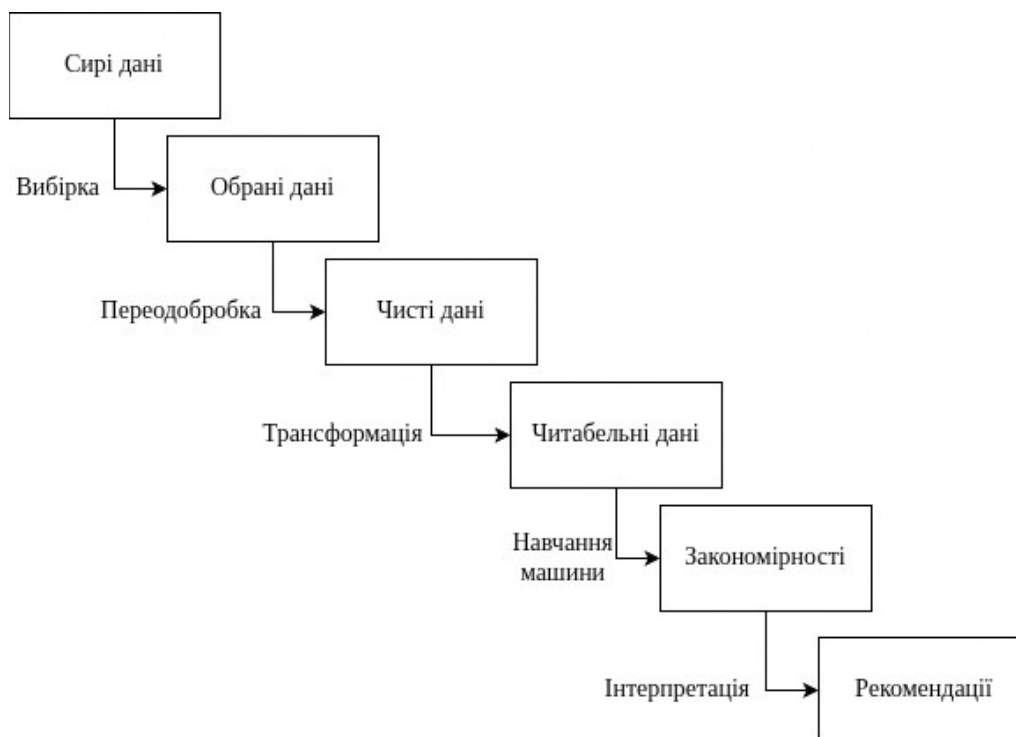 Сирі дані
Вибірка
Обрані дані
Переодобробка
Чисті дані
Трансформація
Читабельні дані
Навчання
машини
Закономірності
Інтерпретація
Рекомендації